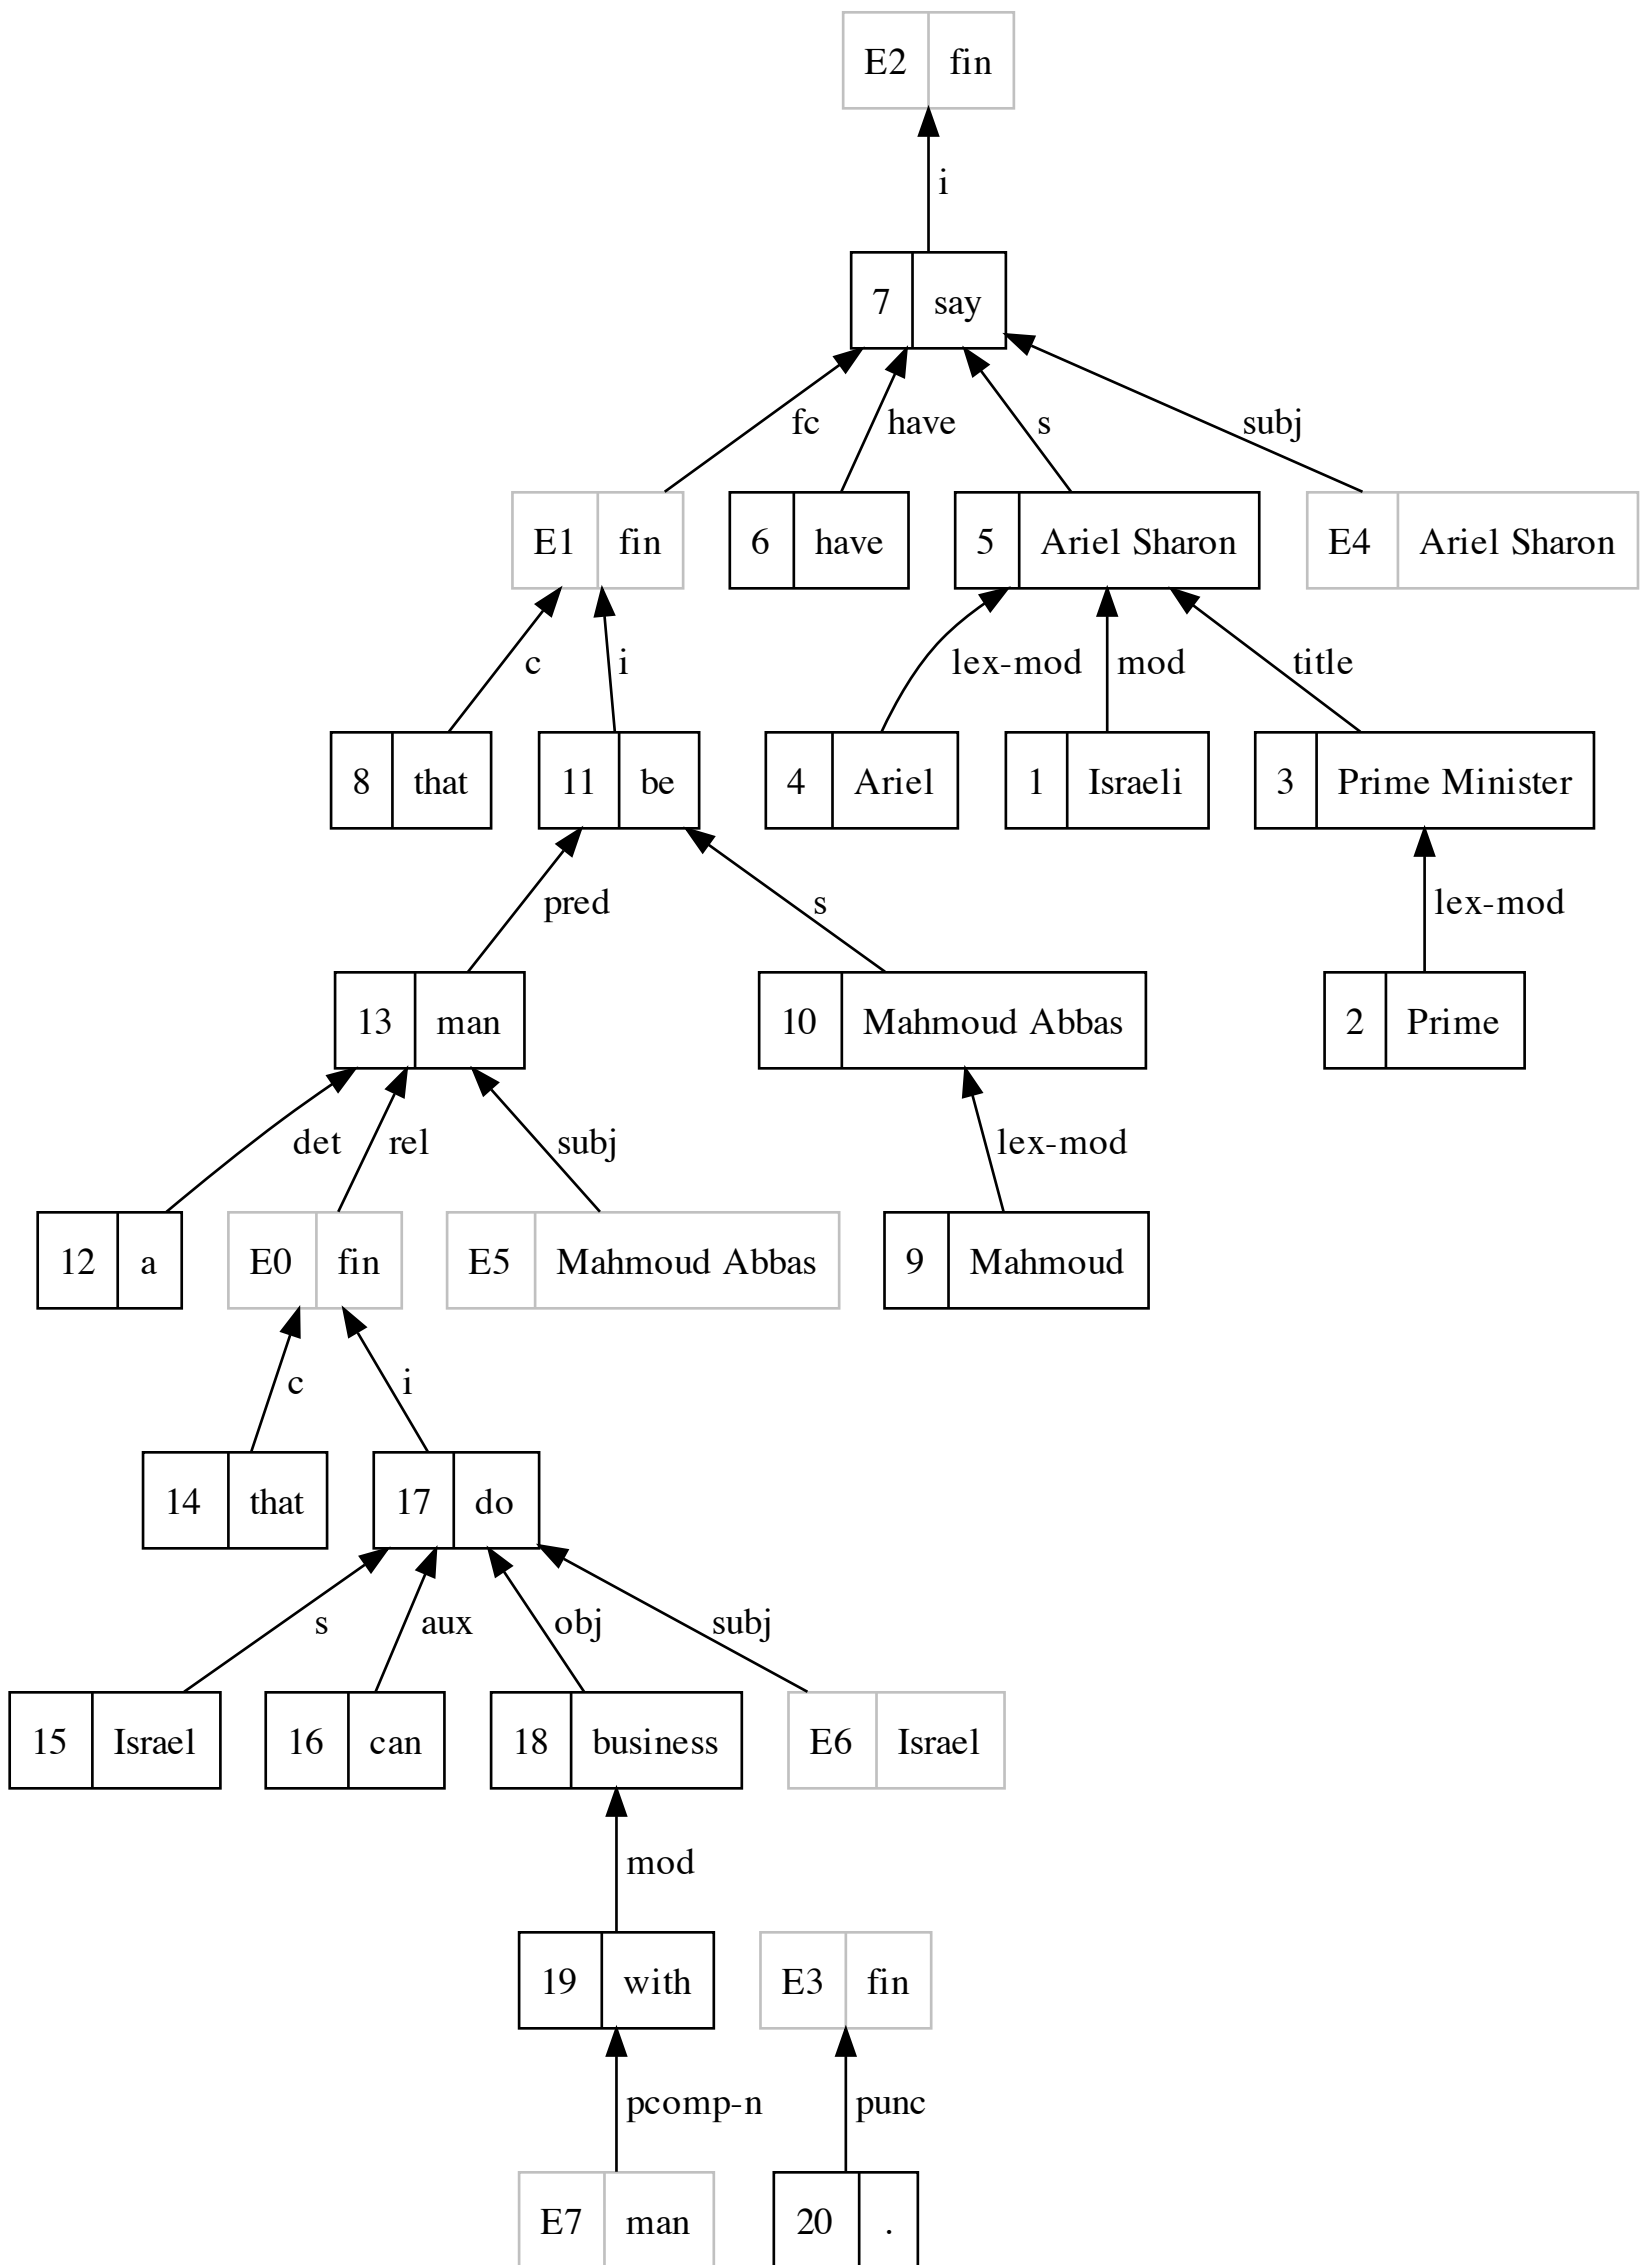 E2 fin
i
7 say
fc have s subj
E1 fin 6 have 5 Ariel Sharon E4 Ariel Sharon
c i lex-mod mod title
8 that 11 be 4 Ariel 1 Israeli 3 Prime Minister
pred s lex-mod
13 man 10 Mahmoud Abbas 2 Prime
det rel subj lex-mod
12 a E0 fin E5 Mahmoud Abbas 9 Mahmoud
c i
14 that 17 do
s aux obj subj
15 Israel 16 can 18 business E6 Israel
mod
19 with E3 fin
pcomp-n punc
E7 man 20 .